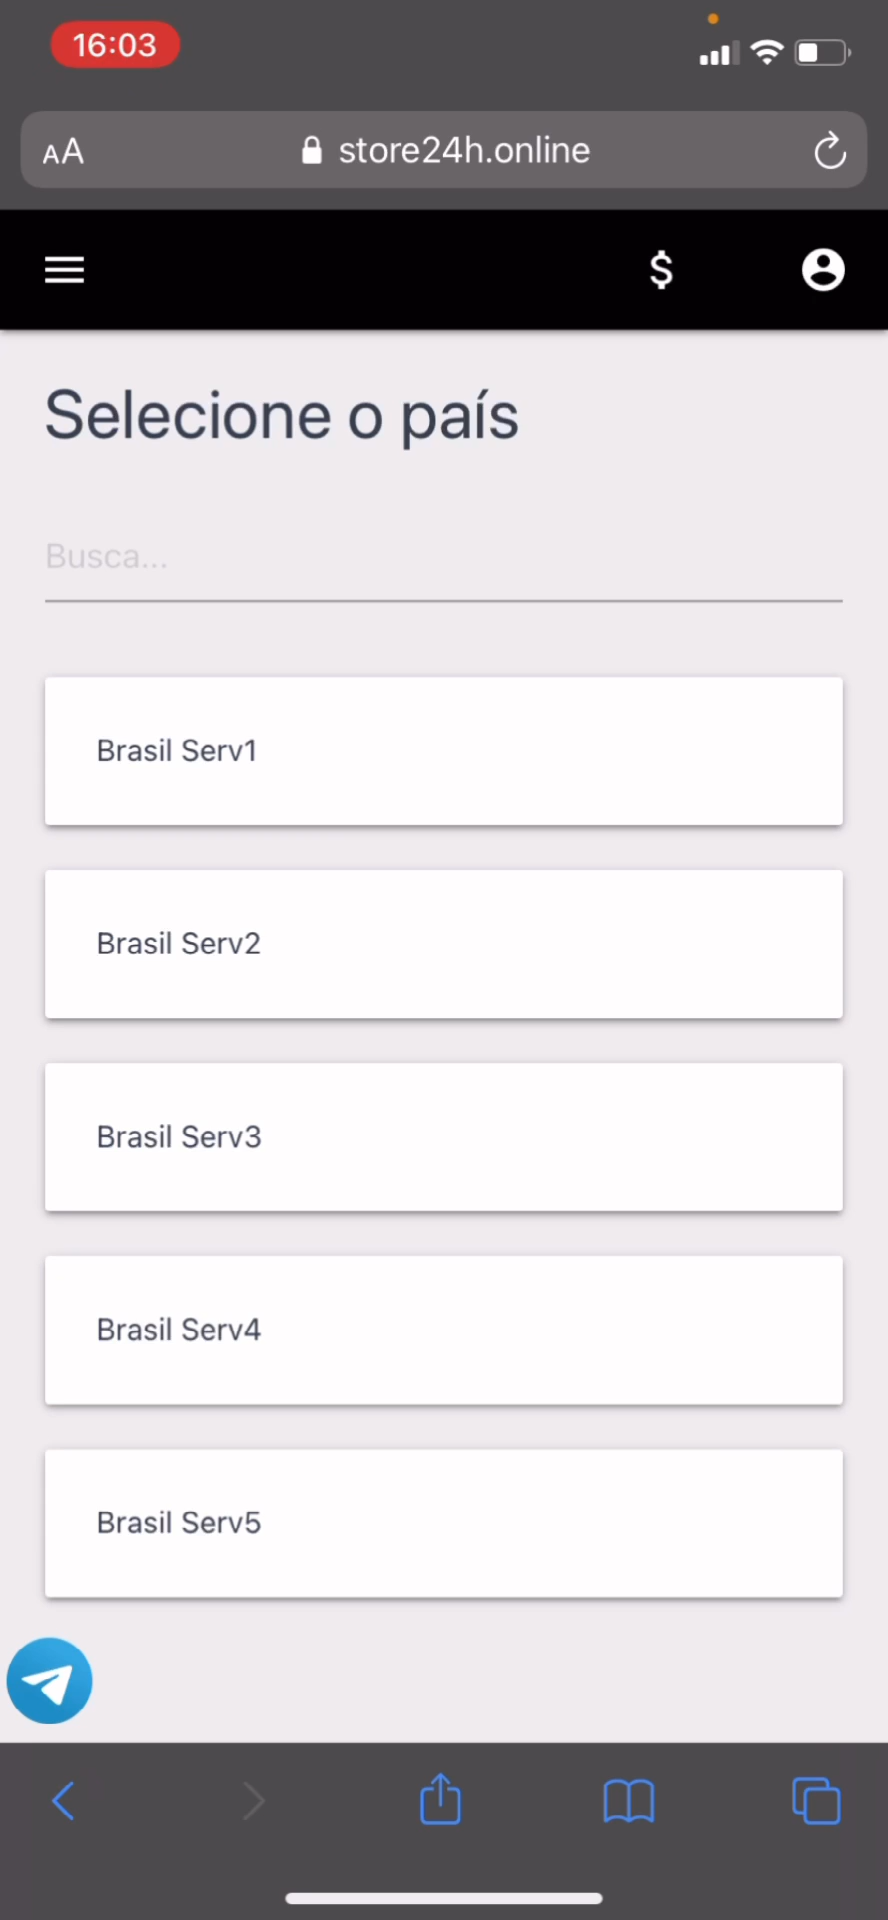 16:03
AA
store24h.online
$
Selecione o país
Busca...
Brasil Serv1
Brasil Serv2
Brasil Serv3
Brasil Serv4
Brasil Serv5